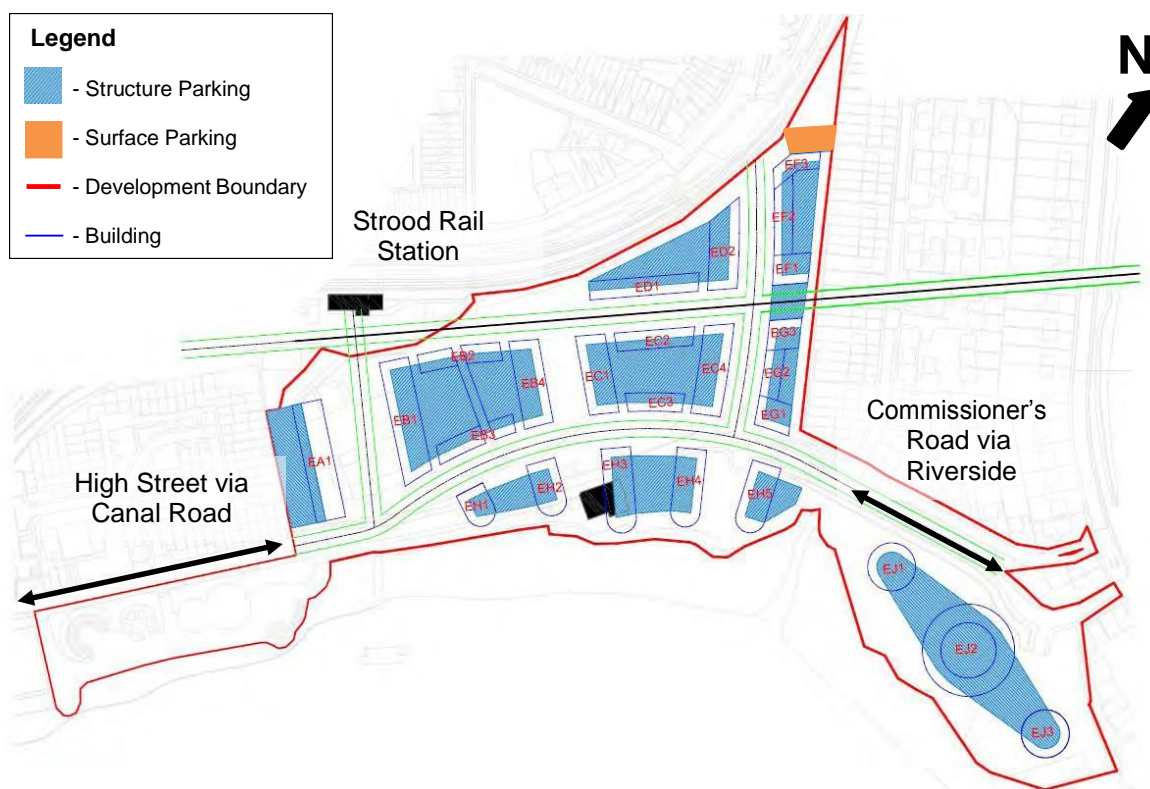 Legend
- Structure Parking
- Surface Parking
- Development Boundary
- Building
N
Strood Rail
Station
EF3
EF2
EF1
ED2
ED1
EG3
EG2
EG1
EB2
EB4
EB1
EB3
EC2
EC1
EC4
EC3
EA1
High Street via
Canal Road
Commissioner’s
Road via
Riverside
EH3
EH4
EH2
EH1
EH5
EJ1
EJ2
EJ3